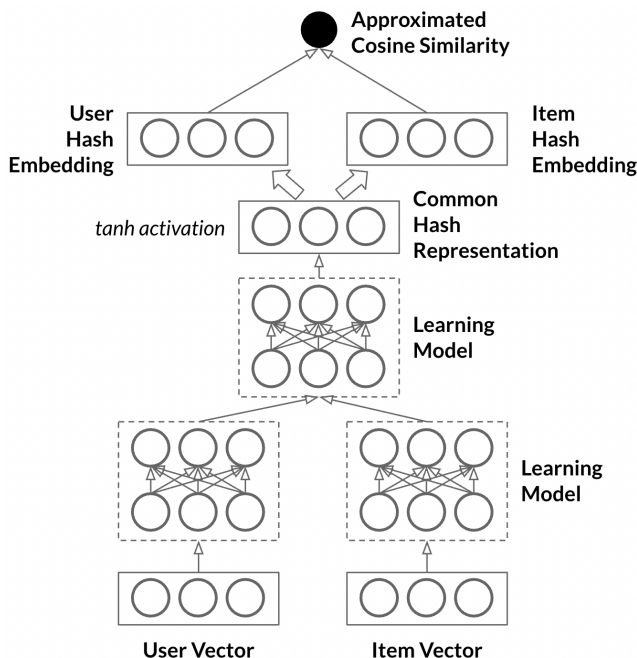 Approximated
Cosine Similarity
User
Hash
Embedding
Item
Hash
Embedding
tanh activation
Common
Hash
Representation
Learning
Model
Learning
Model
User Vector
Item Vector